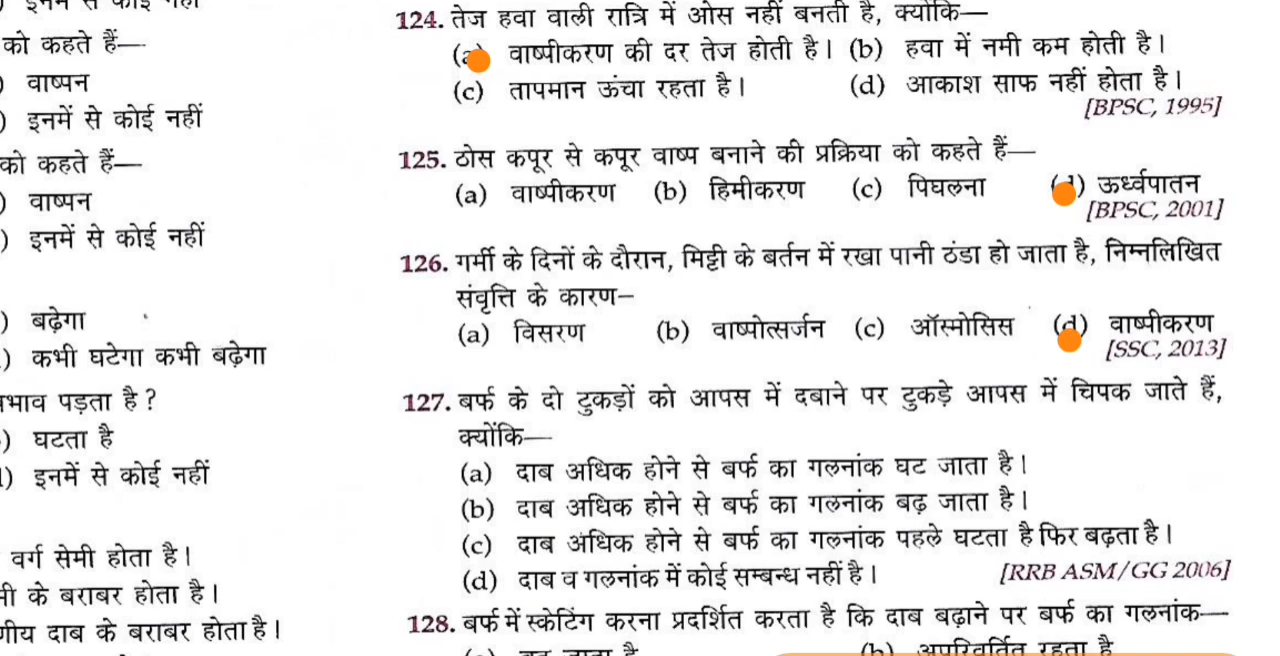 को कहते हैं—
) वाष्पन
) इनमें से कोई नहीं
को कहते हैं—
) वाष्पन
) इनमें से कोई नहीं
) बढ़ेगा
) कभी घटेगा कभी बढ़ेगा
पड़ता है ?
) घटता है
) इनमें से कोई नहीं
वर्ग सेमी होता है।
के बराबर होता है।
दाब के बराबर होता है।
124. तेज हवा वाली रात्रि में ओस नहीं बनती है, क्योंकि—
(a) वाष्पीकरण की दर तेज होती है। (b) हवा में नमी कम होती है।
(c) तापमान ऊंचा रहता है। (d) आकाश साफ नहीं होता है।
[BPSC, 1995]
125. ठोस कपूर से कपूर वाष्प बनाने की प्रक्रिया को कहते हैं—
(a) वाष्पीकरण (b) हिमीकरण (c) पिघलना (d) ऊर्ध्वपातन
[BPSC, 2001]
126. गर्मी के दिनों के दौरान, मिट्टी के बर्तन में रखा पानी ठंडा हो जाता है, निम्नलिखित
संवृत्ति के कारण–
(a) विसरण (b) वाष्पोत्सर्जन (c) ऑस्मोसिस (d) वाष्पीकरण
[SSC, 2013]
127. बर्फ के दो टुकड़ों को आपस में दबाने पर टुकड़े आपस में चिपक जाते हैं,
क्योंकि—
(a) दाब अधिक होने से बर्फ का गलनांक घट जाता है।
(b) दाब अधिक होने से बर्फ का गलनांक बढ़ जाता है।
(c) दाब अधिक होने से बर्फ का गलनांक पहले घटता है फिर बढ़ता है।
(d) दाब व गलनांक में कोई सम्बन्ध नहीं है। [RRB ASM/GG 2006]
128. बर्फ में स्केटिंग करना प्रदर्शित करता है कि दाब बढ़ाने पर बर्फ का गलनांक—
(b) अपरिवर्तित रहता है